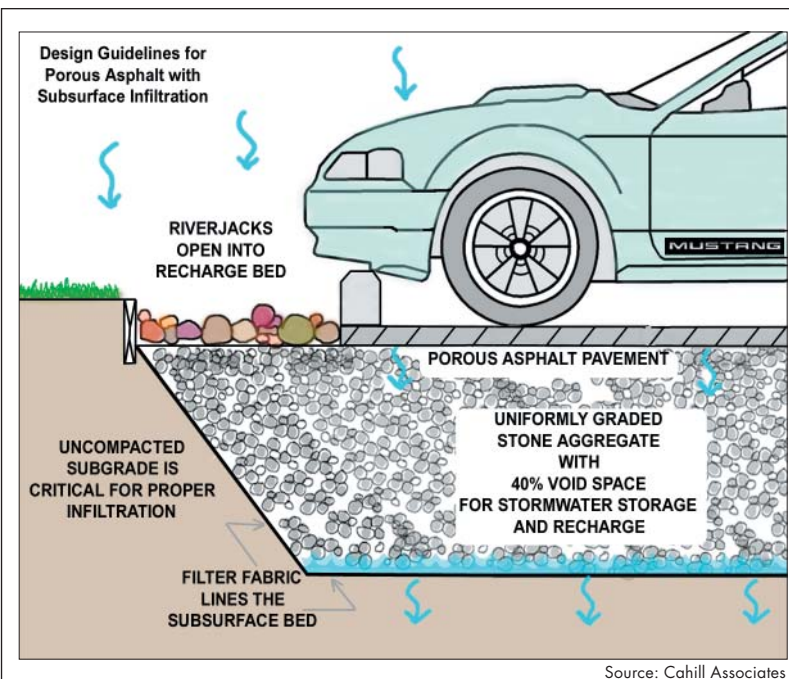 Design Guidelines for
Porous Asphalt with
Subsurface Infiltration
RIVERJACKS
OPEN INTO
RECHARGE BED
MUSTANG
POROUS ASPHALT PAVEMENT
UNIFORMLY GRADED
STONE AGGREGATE
WITH
40% VOID SPACE
FOR STORMWATER STORAGE
AND RECHARGE
UNCOMPACTED
SUBGRADE IS
CRITICAL FOR PROPER
INFILTRATION
FILTER FABRIC
LINES THE
SUBSURFACE BED
Source: Cahill Associates